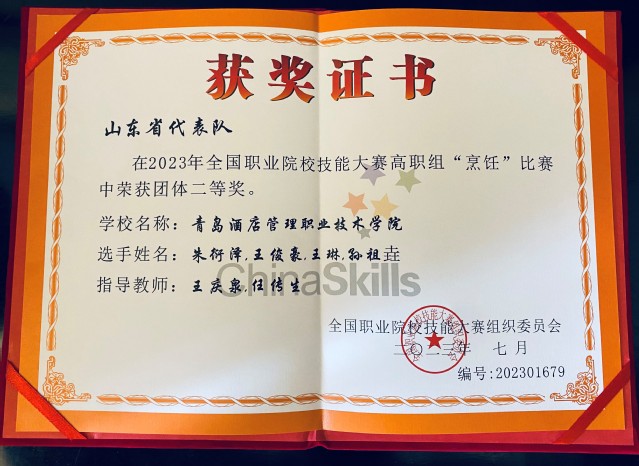 获奖证书
山东省代表队
在2023年全国职业院校技能大赛高职组“烹饪”比赛
中荣获团体二等奖。
学校名称：青岛酒店管理职业技术学院
选手姓名：朱衍泽,王俊豪,王琳,孙祖垚
指导教师：王庆泉,任传生
ChinaSkills
全国职业院校技能大赛组织委员会
二〇二三年 七月
编号:202301679